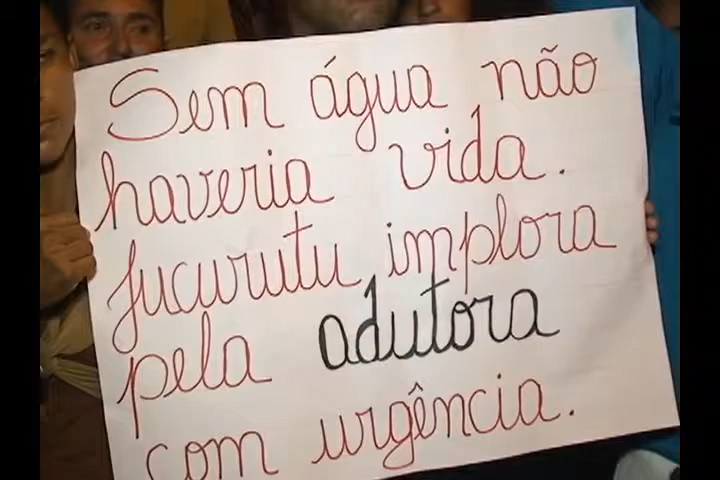 Sem água não
haveria vida.
Jucurutu implora
pela adutora
com urgência.